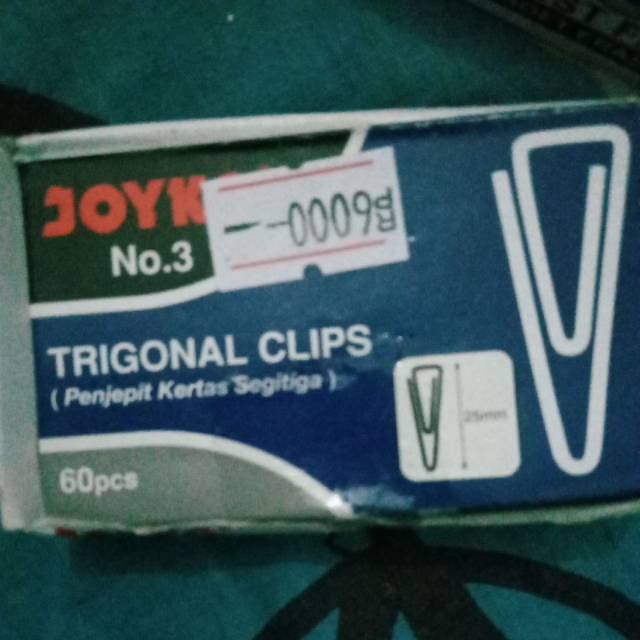 JOYK
Rp6000-
No.3
TRIGONAL CLIPS
( Penjepit Kertas Segitiga )
25mm
60pcs